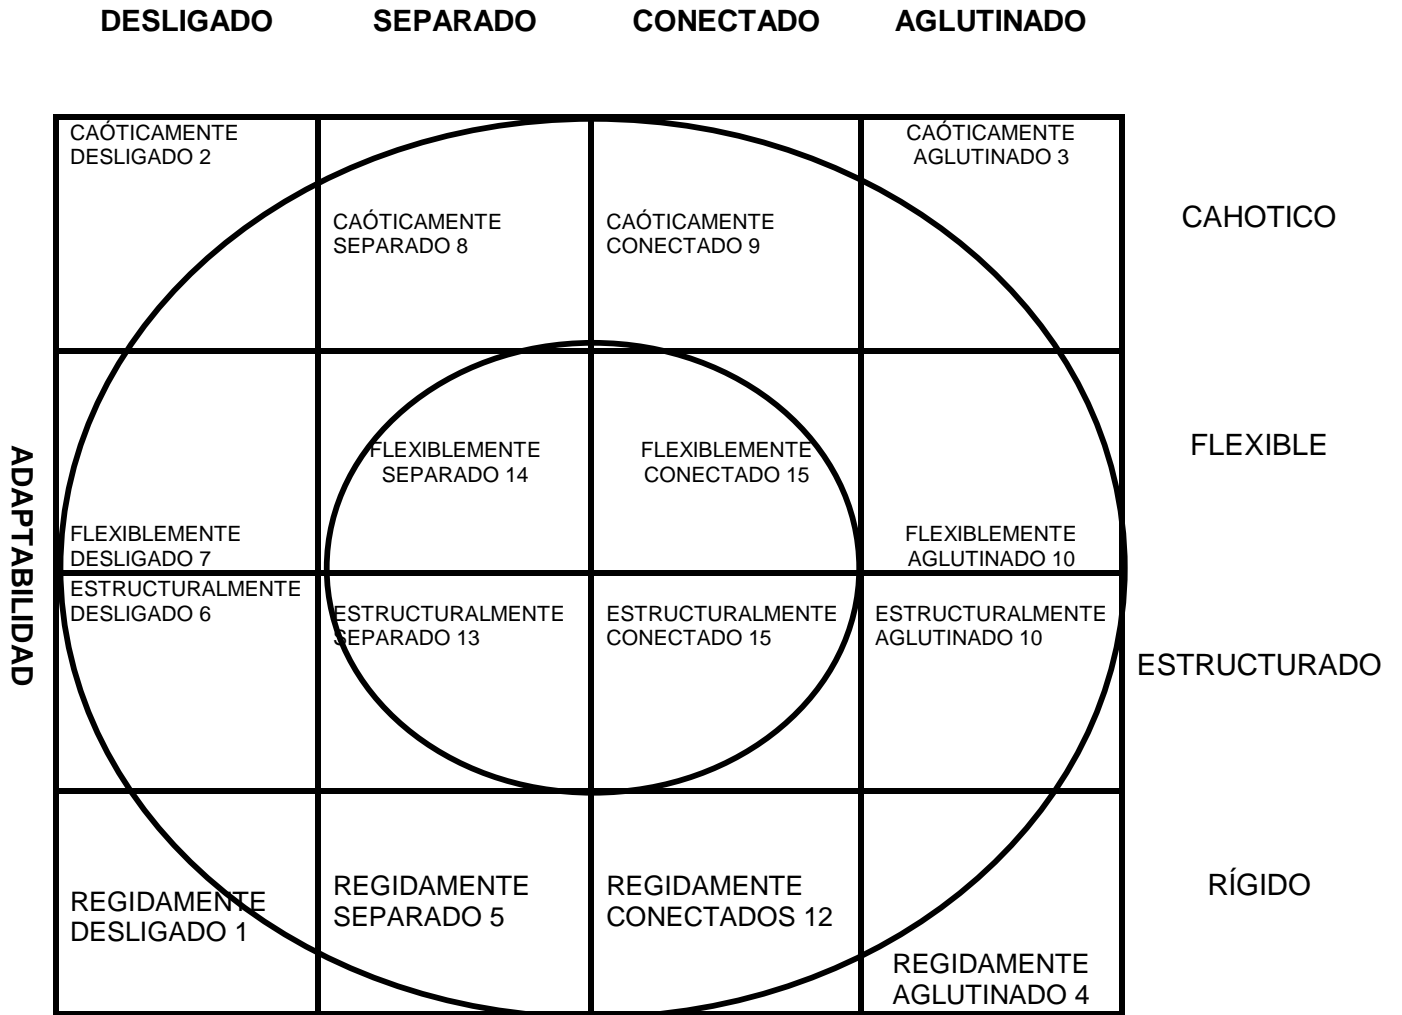 DESLIGADO SEPARADO CONECTADO AGLUTINADO
CAÓTICAMENTE
DESLIGADO 2
CAÓTICAMENTE
SEPARADO 8
CAÓTICAMENTE
CONECTADO 9
CAÓTICAMENTE
AGLUTINADO 3
CAHOTICO
ADAPTABILIDAD
FLEXIBLEMENTE
DESLIGADO 7
FLEXIBLEMENTE
SEPARADO 14
FLEXIBLEMENTE
CONECTADO 15
FLEXIBLEMENTE
AGLUTINADO 10
FLEXIBLE
ESTRUCTURALMENTE
DESLIGADO 6
ESTRUCTURALMENTE
SEPARADO 13
ESTRUCTURALMENTE
CONECTADO 15
ESTRUCTURALMENTE
AGLUTINADO 10
ESTRUCTURADO
REGIDAMENTE
DESLIGADO 1
REGIDAMENTE
SEPARADO 5
REGIDAMENTE
CONECTADOS 12
REGIDAMENTE
AGLUTINADO 4
RÍGIDO